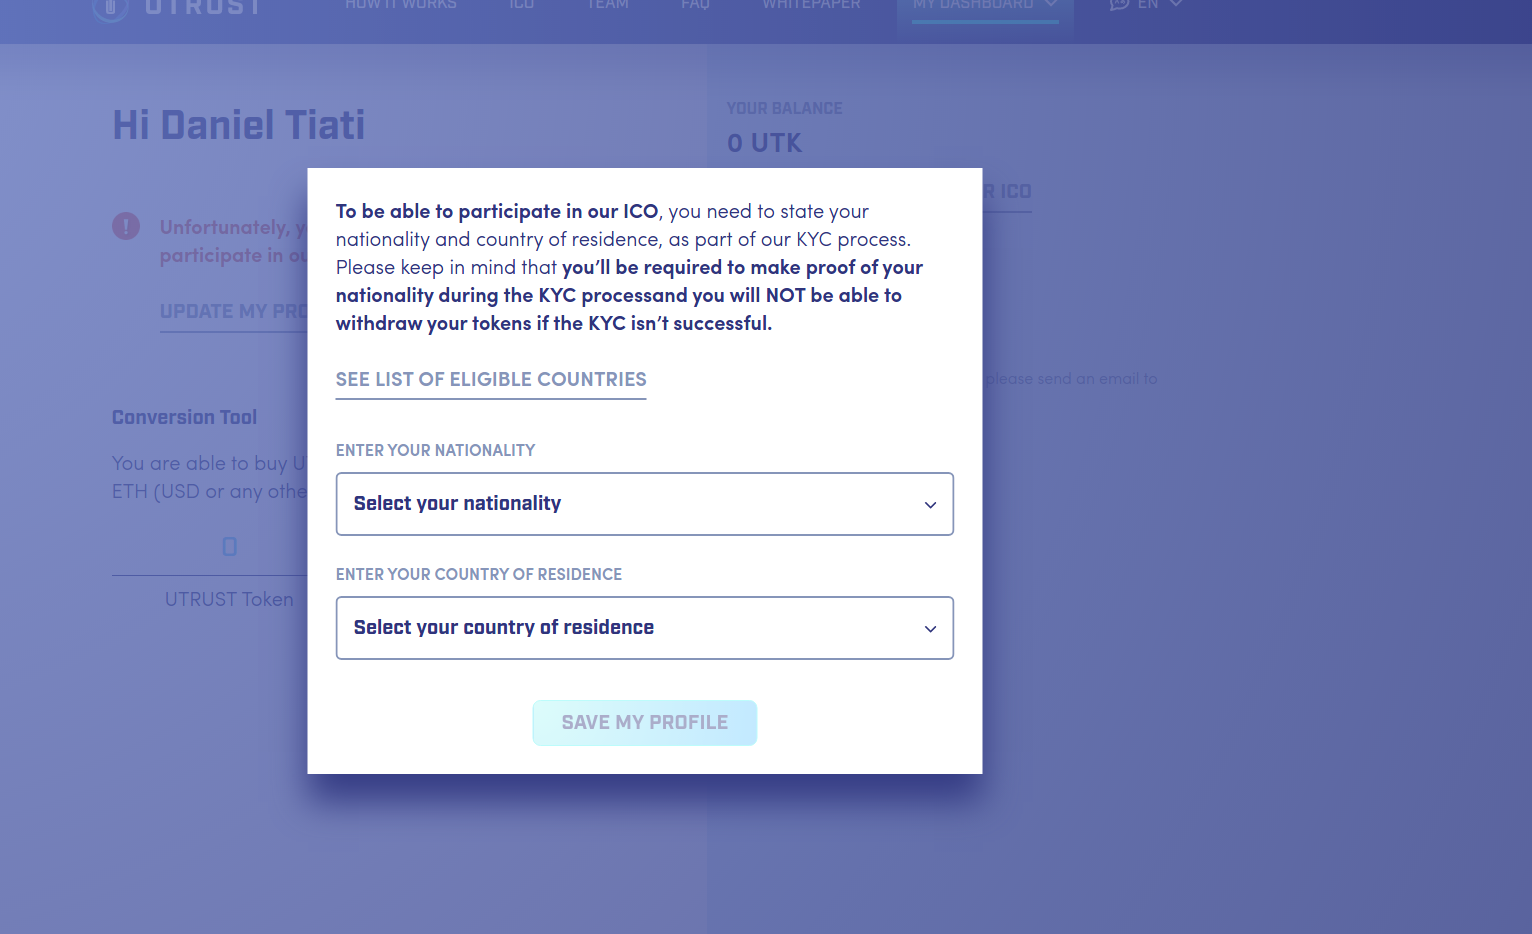 UTRUST
HOW IT WORKS
ICO
TEAM
FAQ
WHITEPAPER
MY DASHBOARD
EN
Hi Daniel Tiati
YOUR BALANCE
0 UTK
R ICO
Unfortunately, y
participate in ou
UPDATE MY PRO
To be able to participate in our ICO, you need to state your
nationality and country of residence, as part of our KYC process.
Please keep in mind that you'll be required to make proof of your
nationality during the KYC processand you will NOT be able to
withdraw your tokens if the KYC isn't successful.
SEE LIST OF ELIGIBLE COUNTRIES
please send an email to
Conversion Tool
You are able to buy U
ETH (USD or any othe
UTRUST Token
ENTER YOUR NATIONALITY
Select your nationality
ENTER YOUR COUNTRY OF RESIDENCE
Select your country of residence
SAVE MY PROFILE